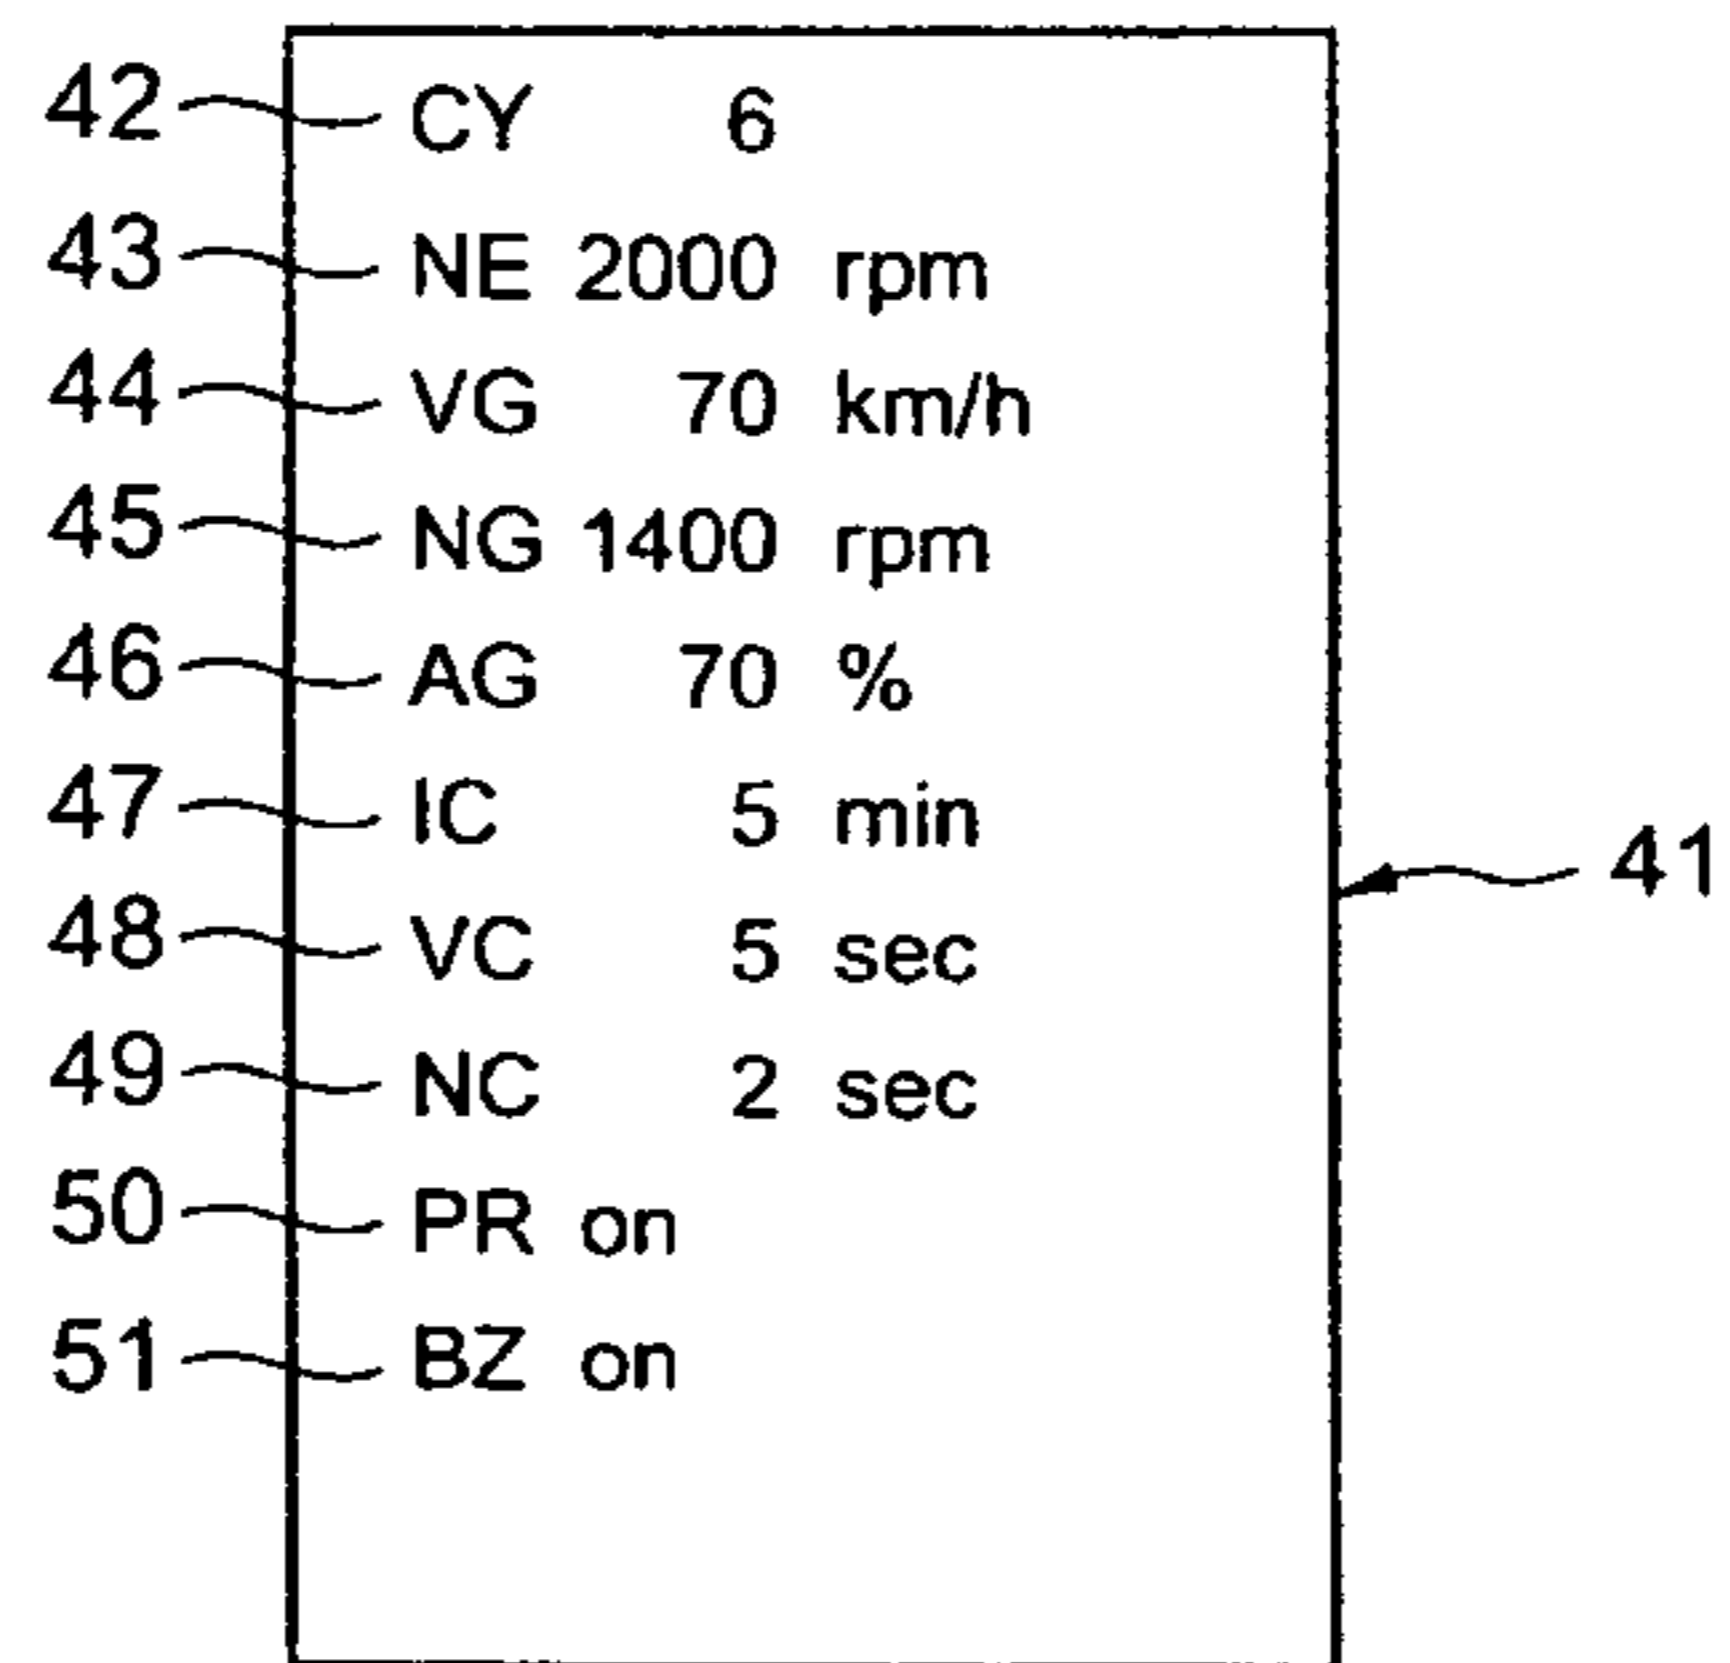 42 CY 6
43 NE 2000 rpm
44 VG 70 km/h
45 NG 1400 rpm
46 AG 70 %
47 IC 5 min
41
48 VC 5 sec
49 NC 2 sec
50 PR on
51 BZ on